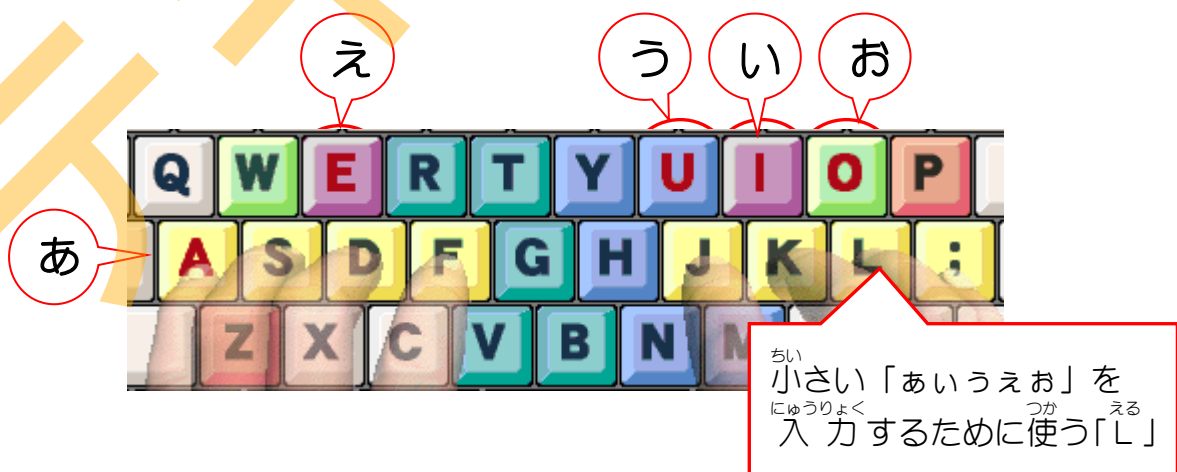 え う い お
Q W E R T Y U I O P
あ
A S D F G H J K L ;
Z X C V B N M
ちい
小さい「ぁぃぅぇぉ」を
にゅうりょく つか える
入力するために使う「L」